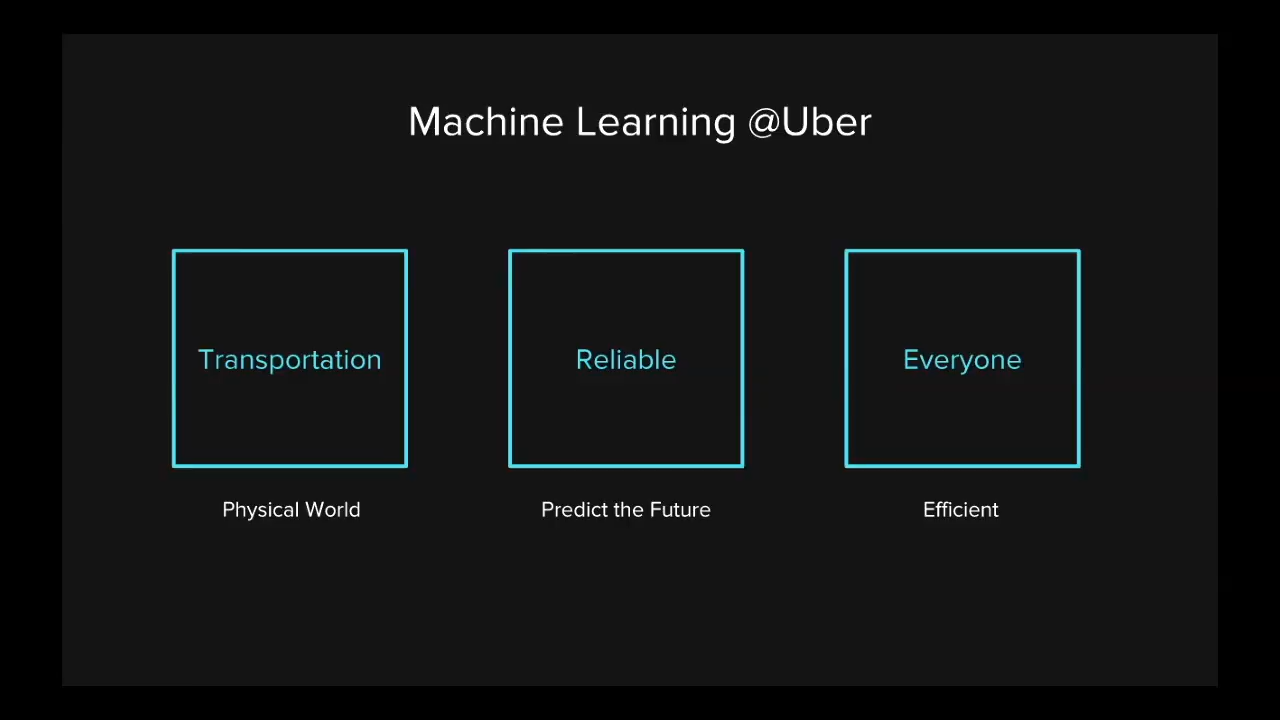 Machine Learning @Uber
Transportation
Reliable
Everyone
Physical World
Predict the Future
Efficient